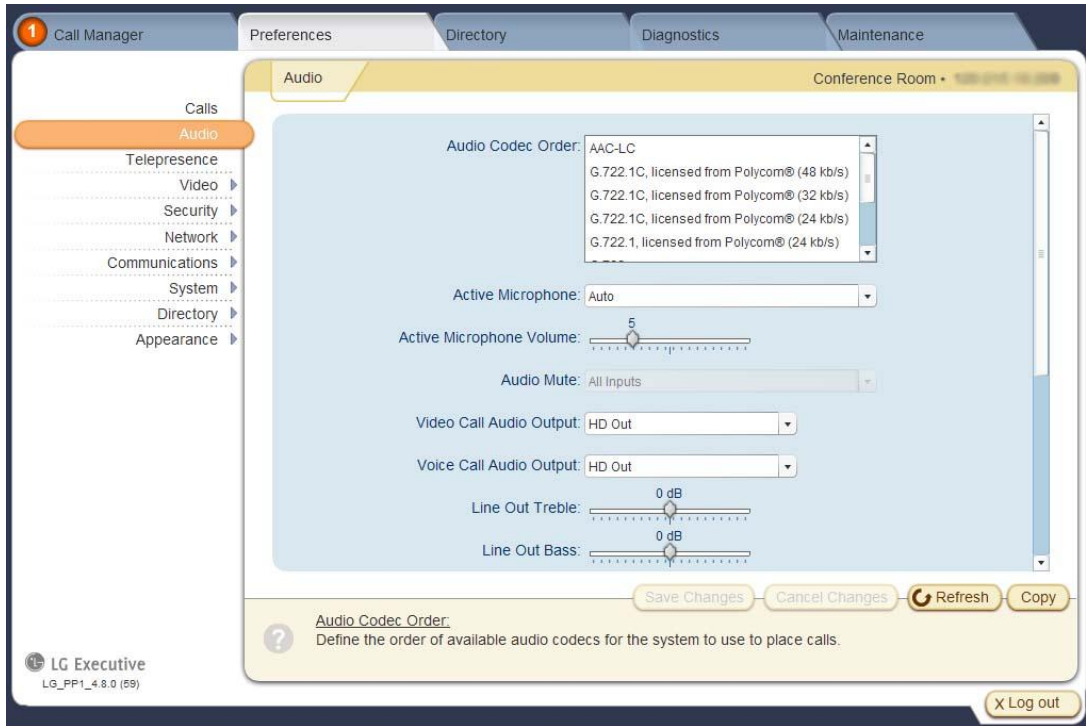 1 Call Manager Preferences Directory Diagnostics Maintenance
Audio Conference Room •
Calls
Audio
Telepresence
Video
Security
Network
Communications
System
Directory
Appearance
Audio Codec Order: AAC-LC
G.722.1C, licensed from Polycom® (48 kb/s)
G.722.1C, licensed from Polycom® (32 kb/s)
G.722.1C, licensed from Polycom® (24 kb/s)
G.722.1, licensed from Polycom® (24 kb/s)
Active Microphone: Auto
5
Active Microphone Volume:
Audio Mute: All Inputs
Video Call Audio Output: HD Out
Voice Call Audio Output: HD Out
0 dB
Line Out Treble:
0 dB
Line Out Bass:
Save Changes Cancel Changes Refresh Copy
Audio Codec Order:
? Define the order of available audio codecs for the system to use to place calls.
LG Executive
LG_PP1_4.8.0 (59)
X Log out